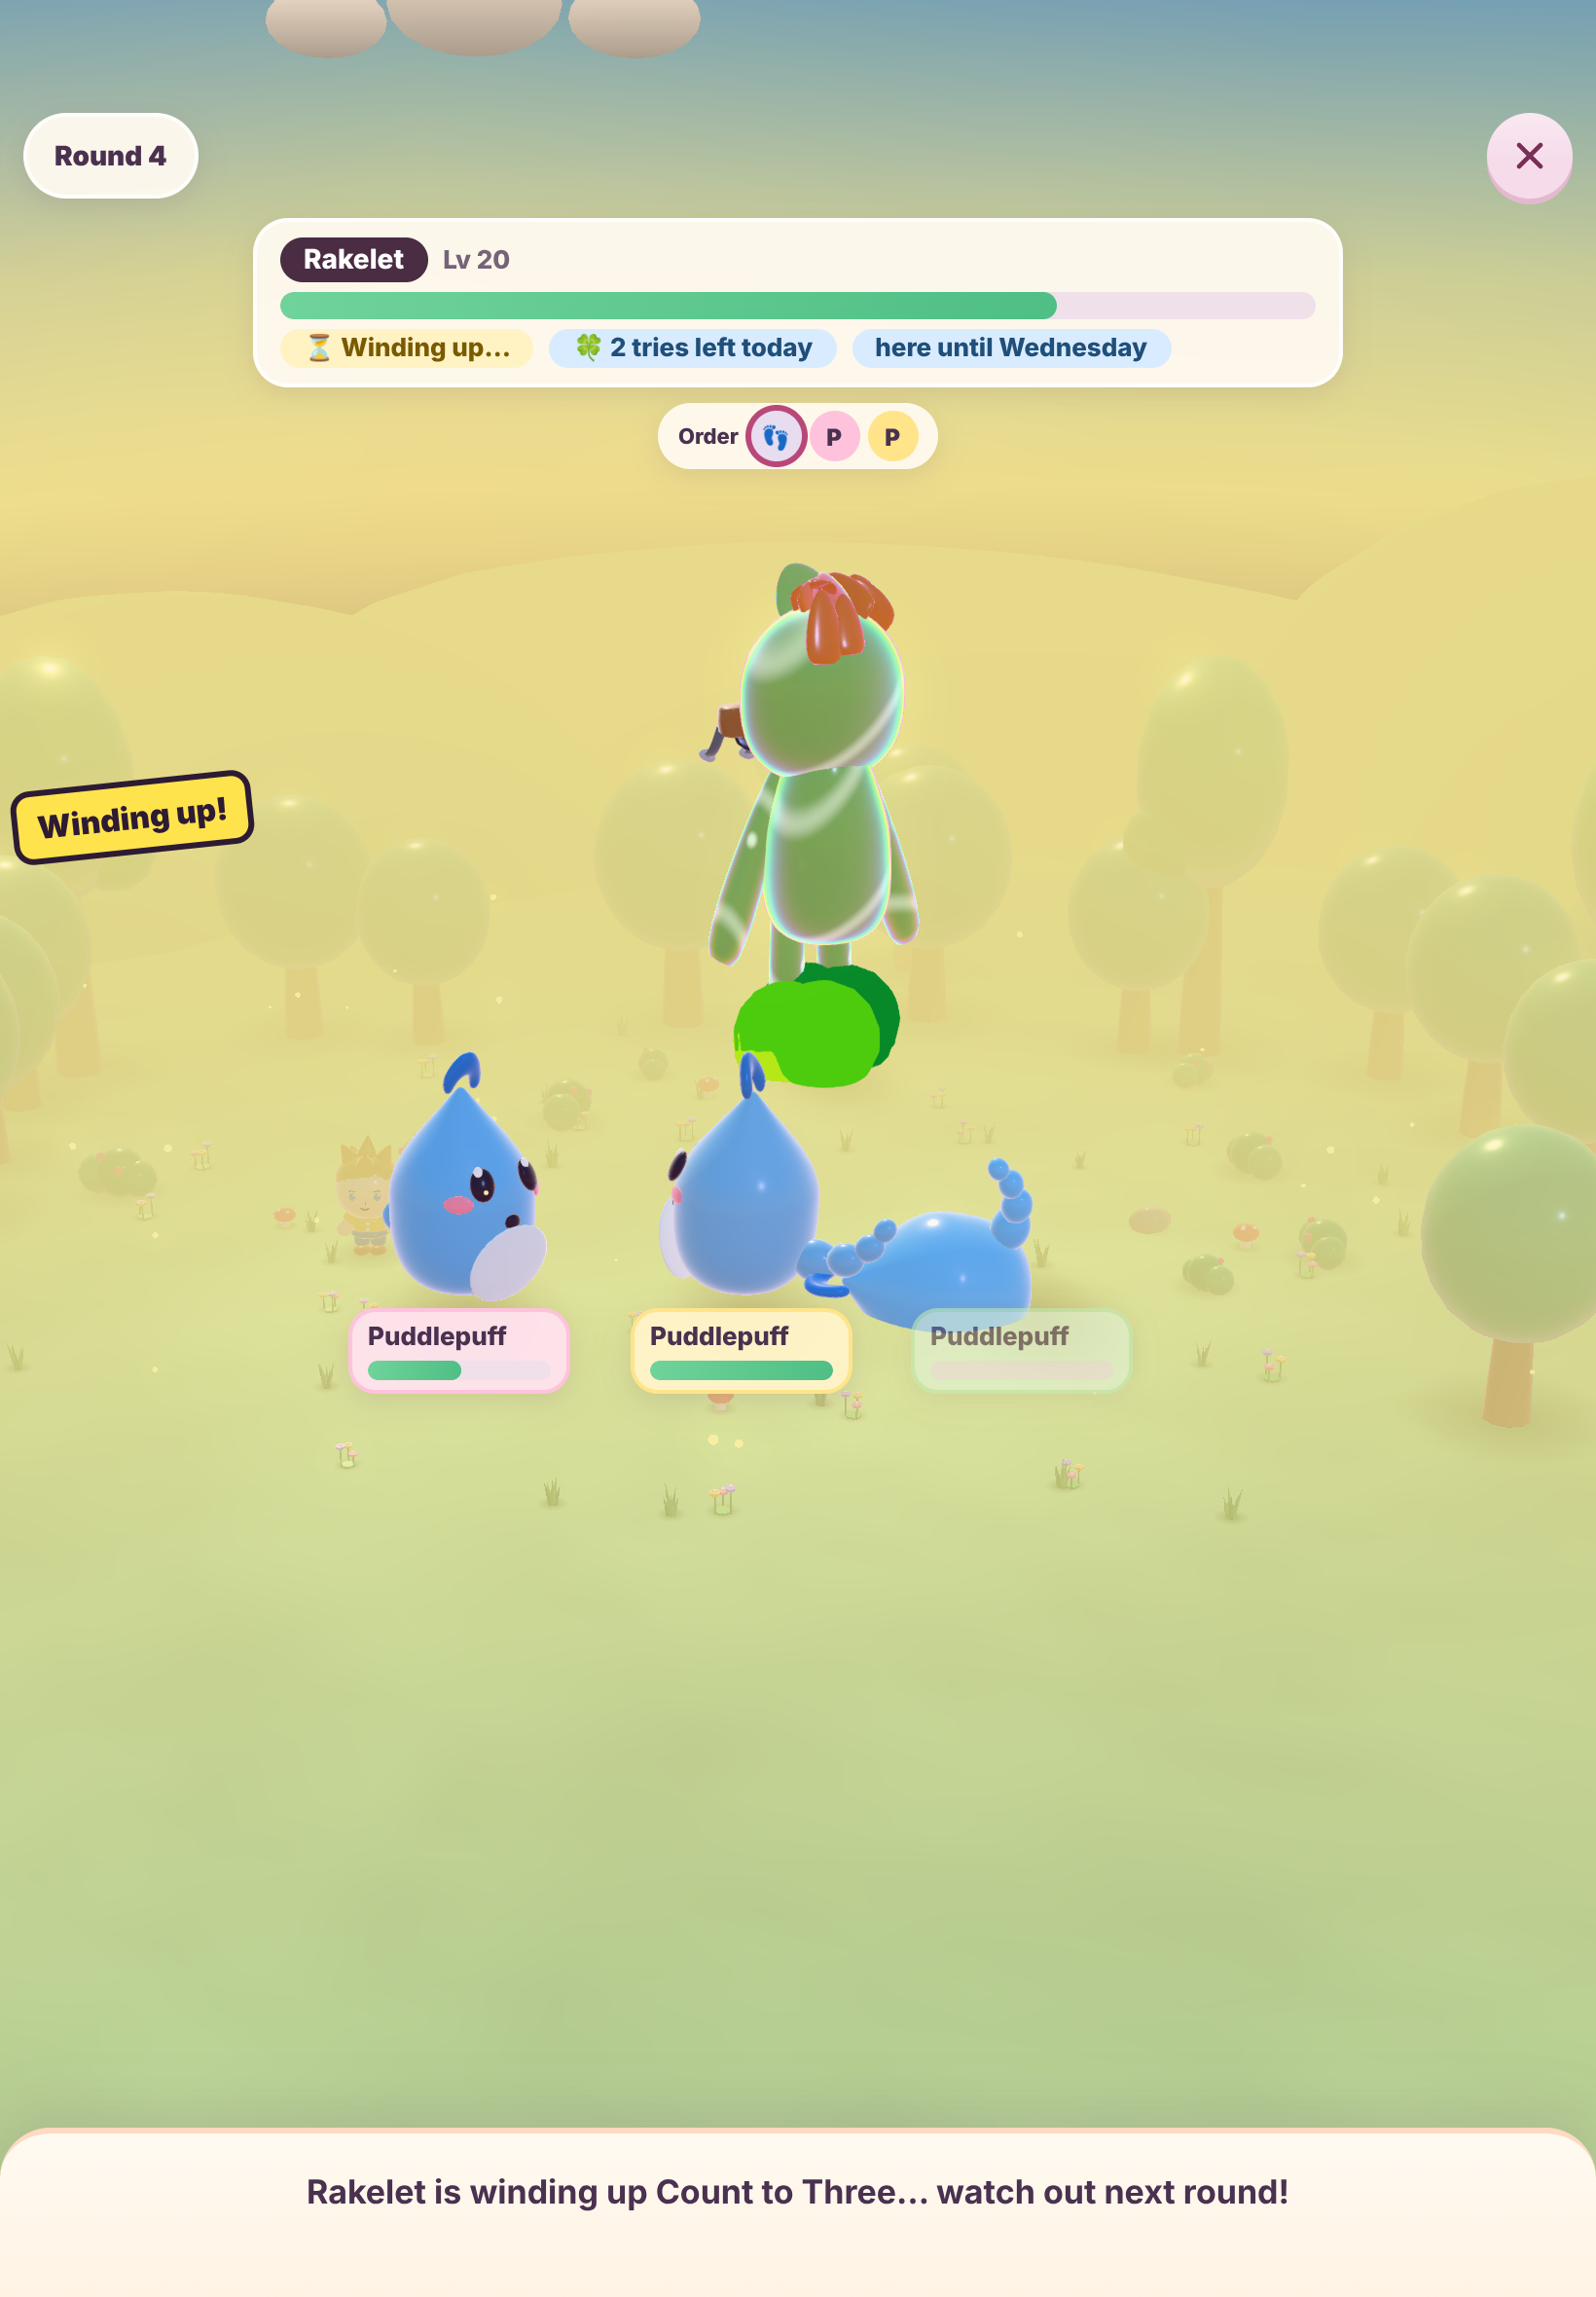 Round 4
Rakelet Lv 20
⏳ Winding up... 🍀 2 tries left today here until Wednesday
Order 👣 P P
Winding up!
Puddlepuff Puddlepuff Puddlepuff
Rakelet is winding up Count to Three... watch out next round!